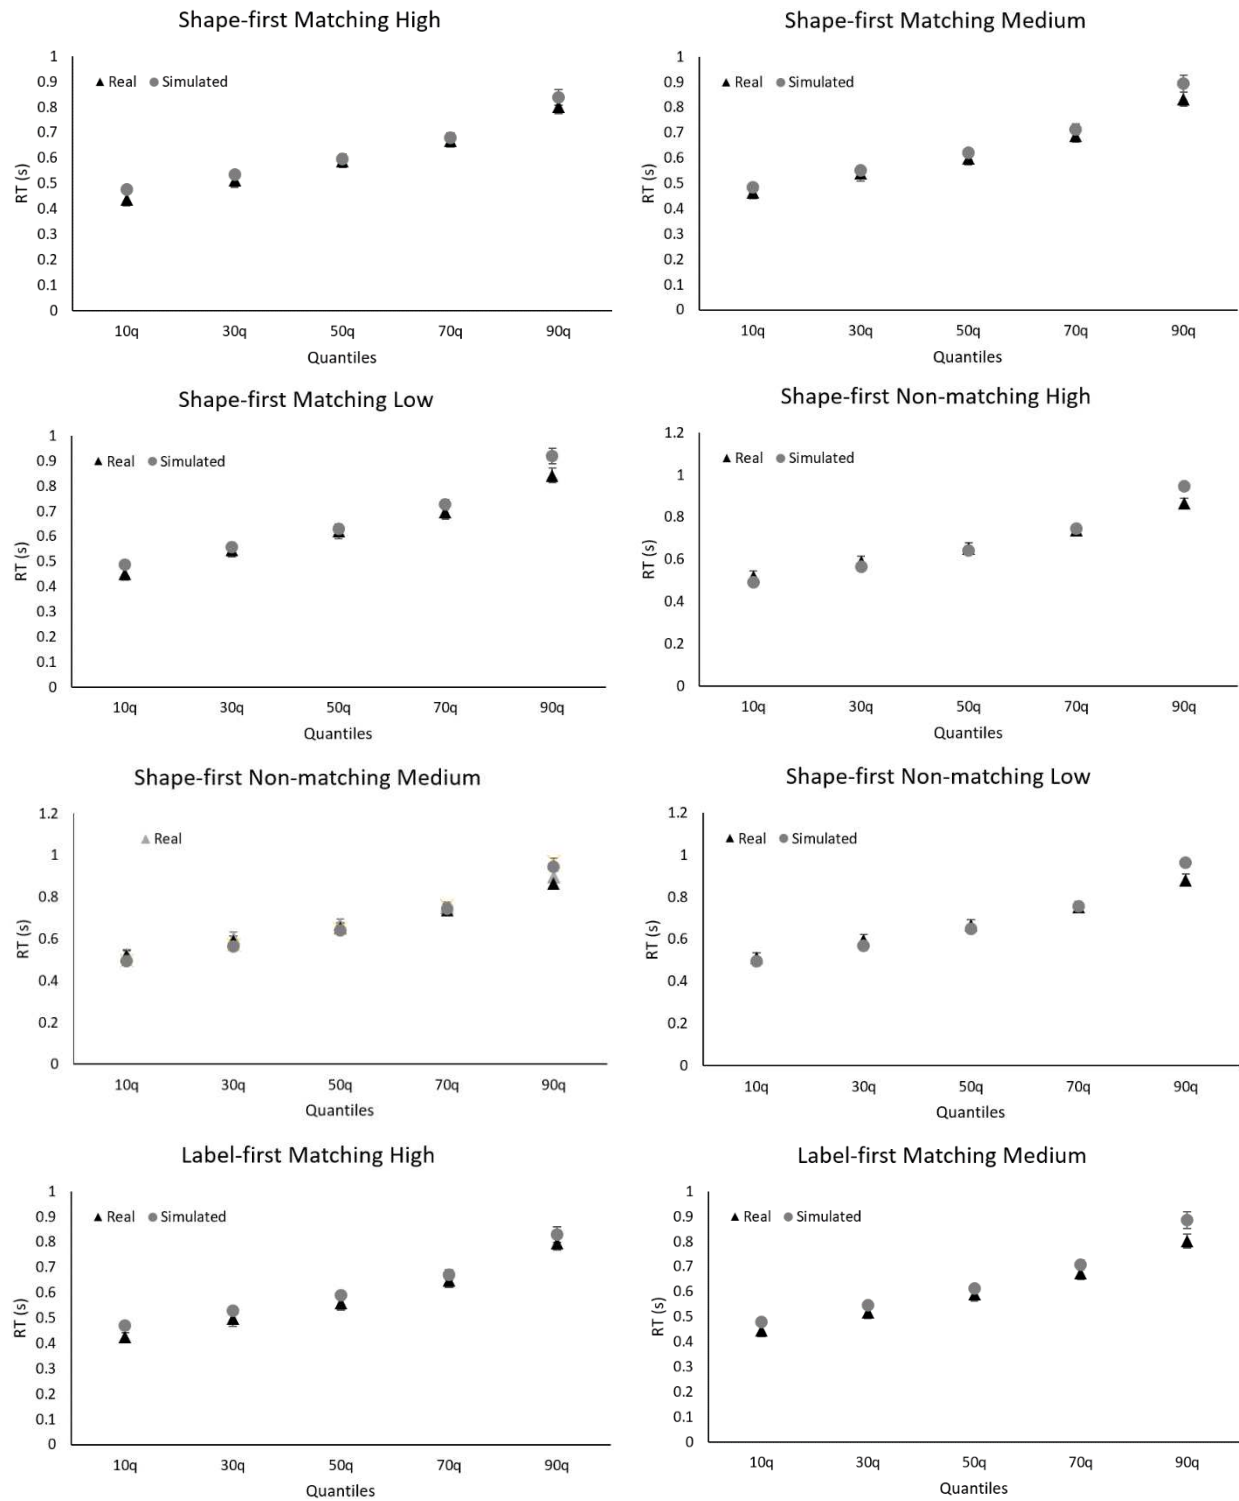 Shape-first Matching High
1
0.9
0.8
0.7
0.6
0.5
0.4
0.3
0.2
0.1
0
RT (s)
Real Simulated
10q 30q 50q 70q 90q
Quantiles
Shape-first Matching Medium
1
0.9
0.8
0.7
0.6
0.5
0.4
0.3
0.2
0.1
0
RT (s)
Real Simulated
10q 30q 50q 70q 90q
Quantiles
Shape-first Matching Low
1
0.9
0.8
0.7
0.6
0.5
0.4
0.3
0.2
0.1
0
RT (s)
Real Simulated
10q 30q 50q 70q 90q
Quantiles
Shape-first Non-matching High
1.2
1
0.8
0.6
0.4
0.2
0
RT (s)
Real Simulated
10q 30q 50q 70q 90q
Quantiles
Shape-first Non-matching Medium
1.2
1
0.8
0.6
0.4
0.2
0
RT (s)
Real
10q 30q 50q 70q 90q
Quantiles
Shape-first Non-matching Low
1.2
1
0.8
0.6
0.4
0.2
0
RT (s)
Real Simulated
10q 30q 50q 70q 90q
Quantiles
Label-first Matching High
1
0.9
0.8
0.7
0.6
0.5
0.4
0.3
0.2
0.1
0
RT (s)
Real Simulated
10q 30q 50q 70q 90q
Quantiles
Label-first Matching Medium
1
0.9
0.8
0.7
0.6
0.5
0.4
0.3
0.2
0.1
0
RT (s)
Real Simulated
10q 30q 50q 70q 90q
Quantiles